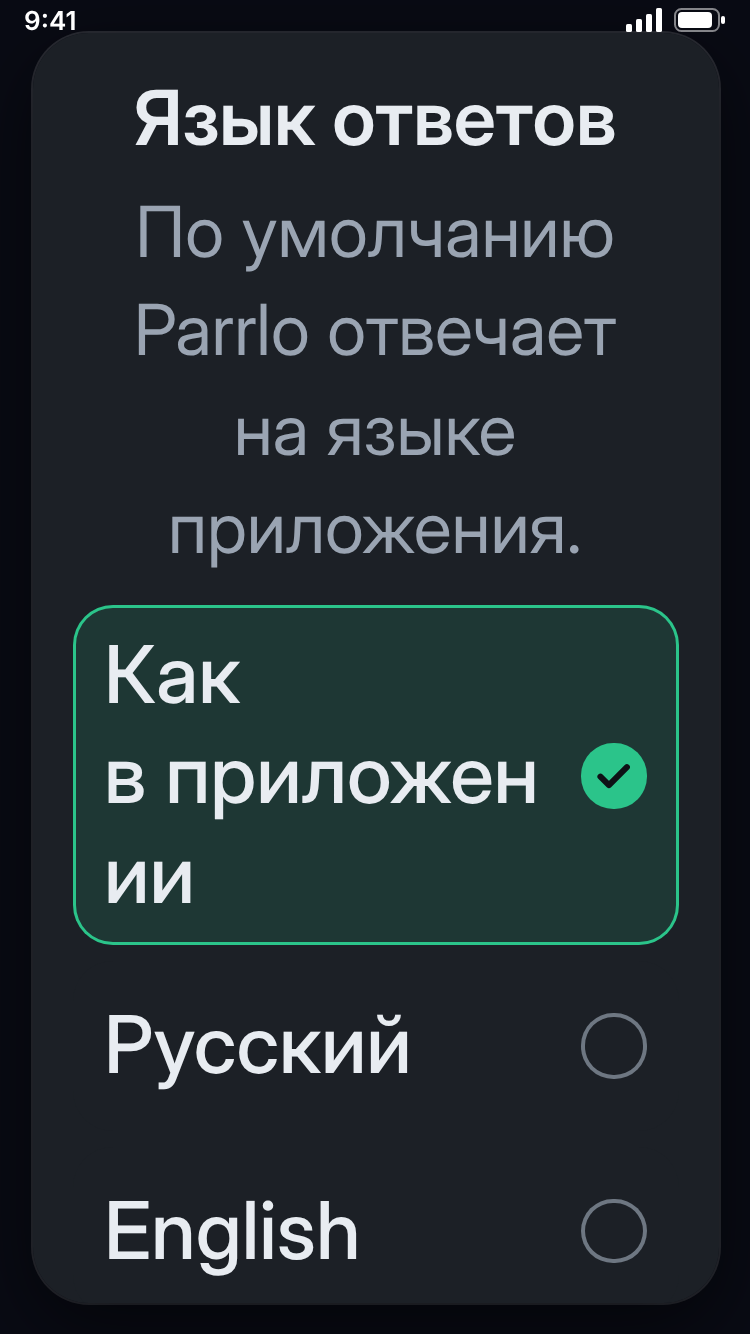 9:41
Язык ответов
По умолчанию
Parrlo отвечает
на языке
приложения.
Как
в приложен
ии
Русский
English